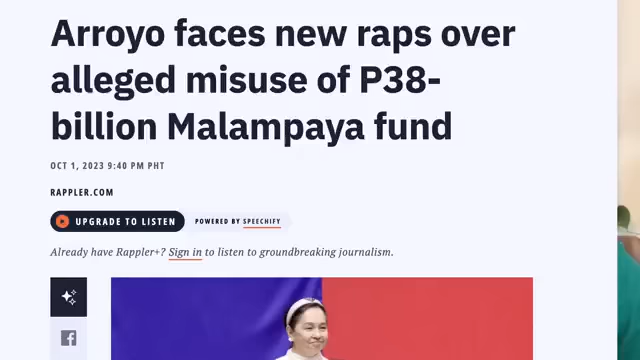 Arroyo faces new raps over
alleged misuse of P38-
billion Malampaya fund
OCT 1, 2023 9:40 PM PHT
RAPPLER.COM
UPGRADE TO LISTEN
POWERED BY SPEECHIFY
Already have Rappler+? Sign in to listen to groundbreaking journalism.